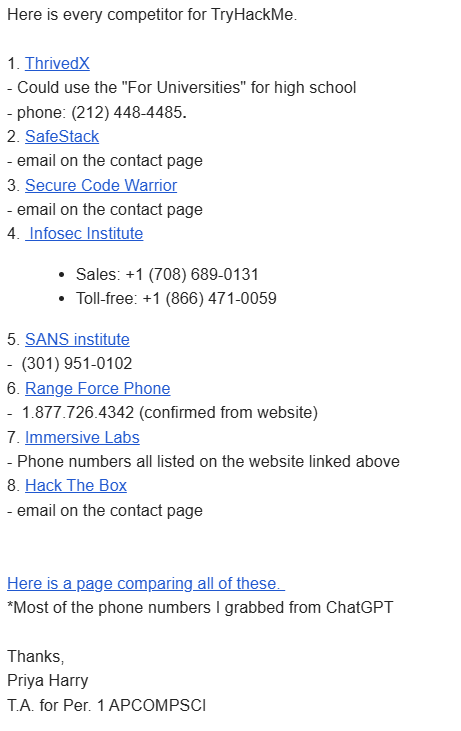 Here is every competitor for TryHackMe.
1. ThrivedX
- Could use the "For Universities" for high school
- phone: (212) 448-4485.
2. SafeStack
- email on the contact page
3. Secure Code Warrior
- email on the contact page
4.  Infosec Institute
• Sales: +1 (708) 689-0131
• Toll-free: +1 (866) 471-0059
5. SANS institute
-  (301) 951-0102
6. Range Force Phone
-  1.877.726.4342 (confirmed from website)
7. Immersive Labs
- Phone numbers all listed on the website linked above
8. Hack The Box
- email on the contact page
Here is a page comparing all of these.
*Most of the phone numbers I grabbed from ChatGPT
Thanks,
Priya Harry
T.A. for Per. 1 APCOMPSCI